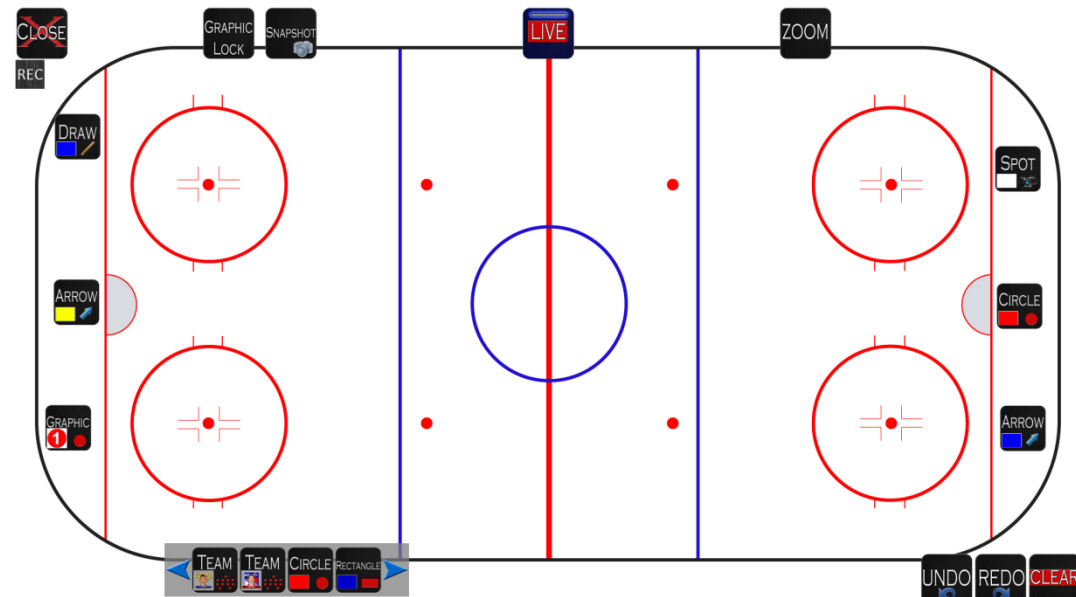 CLOSE
GRAPHIC
LOCK
SNAPSHOT
LIVE
ZOOM
REC
DRAW
SPOT
ARROW
CIRCLE
GRAPHIC
1
ARROW
TEAM
TEAM
CIRCLE
RECTANGLE
UNDO
REDO
CLEAR